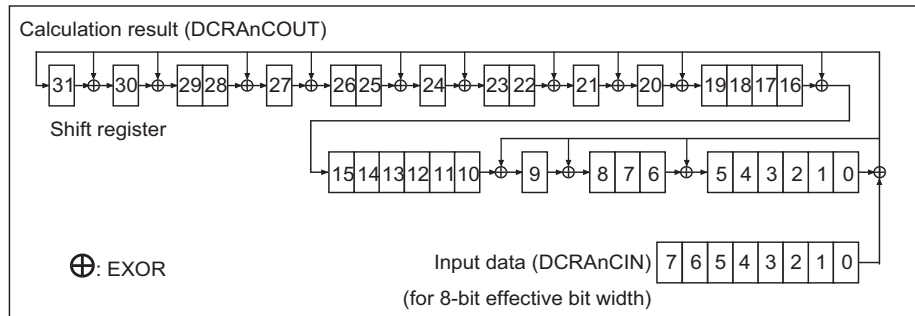 Calculation result (DCRAnCOUT)
31 30 29 28 27 26 25 24 23 22 21 20 19 18 17 16
Shift register
15 14 13 12 11 10 9 8 7 6 5 4 3 2 1 0
⊕: EXOR
Input data (DCRAnCIN) 7 6 5 4 3 2 1 0
(for 8-bit effective bit width)